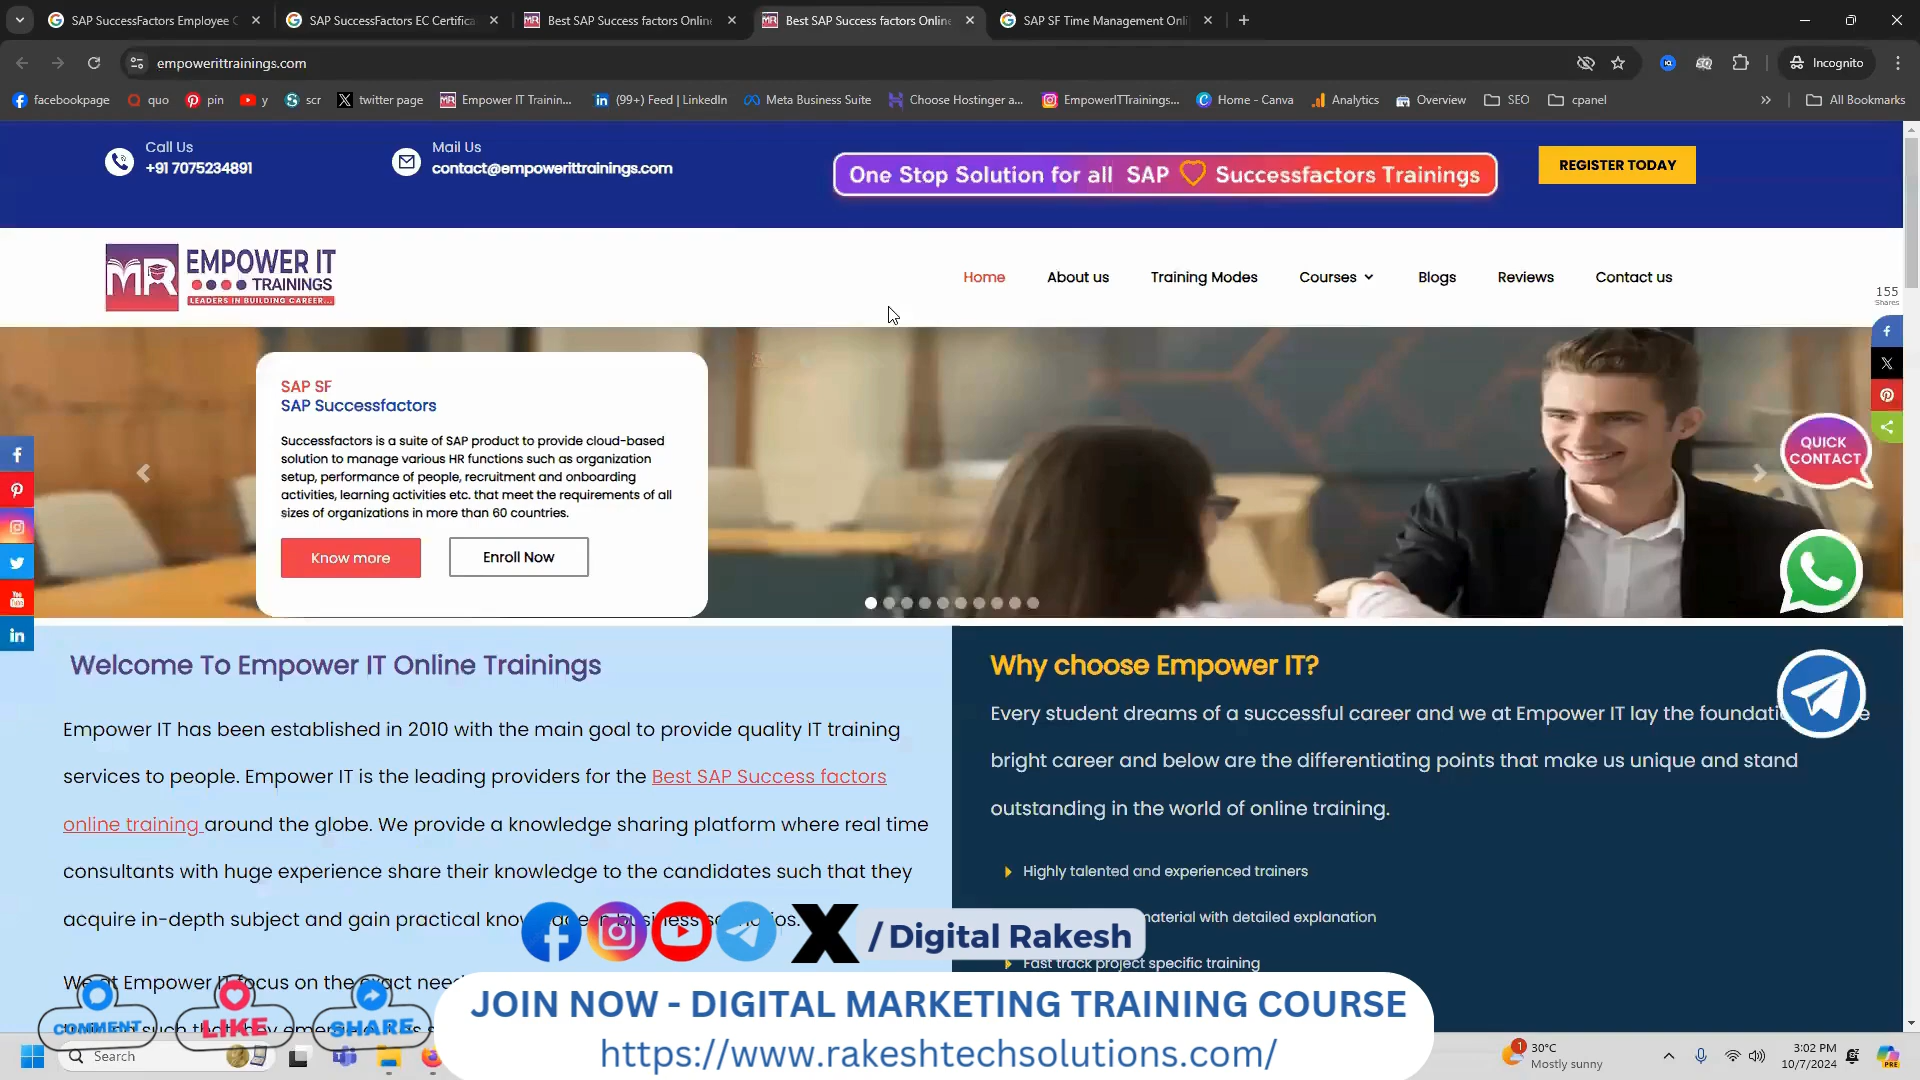 SAP SuccessFactors Employee C
SAP SuccessFactors EC Certifica
Best SAP Success factors Online
Best SAP Success factors Online
SAP SF Time Management Onli
empowerittrainings.com
Incognito
facebookpage
quo
pin
y
scr
twitter page
Empower IT Trainin...
(99+) Feed | LinkedIn
Meta Business Suite
Choose Hostinger a...
EmpowerITTrainings...
Home - Canva
Analytics
Overview
SEO
cpanel
All Bookmarks
Call Us
+91 7075234891
Mail Us
contact@empowerittrainings.com
One Stop Solution for all SAP Successfactors Trainings
REGISTER TODAY
MR
EMPOWER IT
TRAININGS
LEADERS IN BUILDING CAREER...
Home
About us
Training Modes
Courses
Blogs
Reviews
Contact us
155
Shares
SAP SF
SAP Successfactors
Successfactors is a suite of SAP product to provide cloud-based
solution to manage various HR functions such as organization
setup, performance of people, recruitment and onboarding
activities, learning activities etc. that meet the requirements of all
sizes of organizations in more than 60 countries.
Know more
Enroll Now
QUICK
CONTACT
Welcome To Empower IT Online Trainings
Empower IT has been established in 2010 with the main goal to provide quality IT training
services to people. Empower IT is the leading providers for the Best SAP Success factors
online training around the globe. We provide a knowledge sharing platform where real time
consultants with huge experience share their knowledge to the candidates such that they
acquire in-depth subject and gain practical
We at Empower IT focus on the exact
Why choose Empower IT?
Every student dreams of a successful career and we at Empower IT lay the
bright career and below are the differentiating points that make us unique and stand
outstanding in the world of online training.
Highly talented and experienced trainers
material with detailed explanation
Fast track project specific training
/Digital Rakesh
COMMENT
LIKE
SHARE
JOIN NOW - DIGITAL MARKETING TRAINING COURSE
https://www.rakeshtechsolutions.com/
Search
1
30°C
Mostly sunny
3:02 PM
10/7/2024